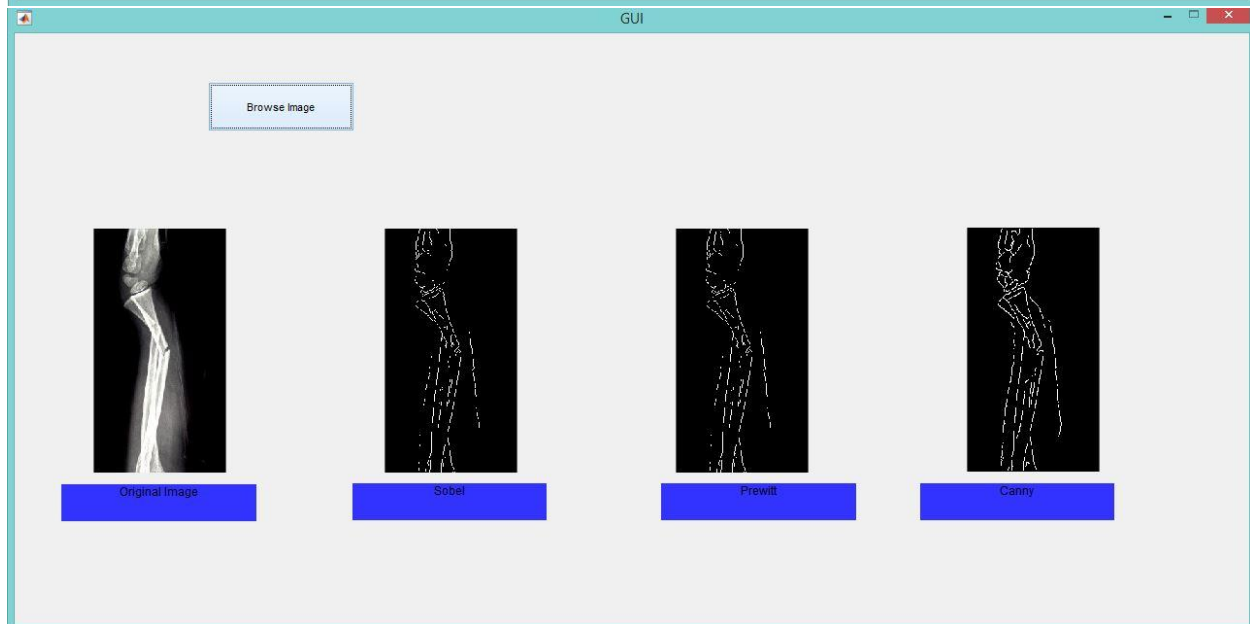 GUI
Browse Image
Original Image
Sobel
Prewitt
Canny